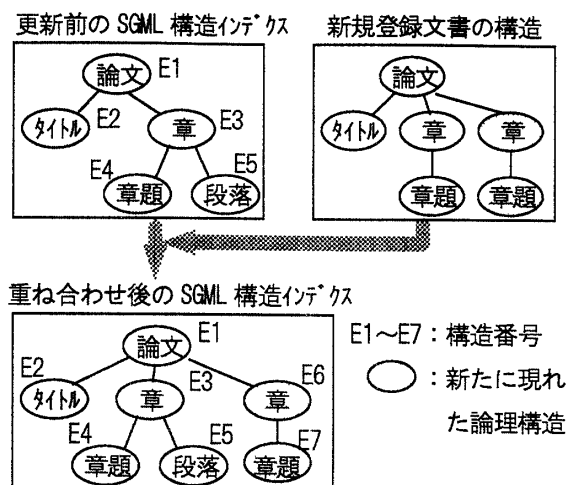 更新前の SGML 構造インデクス
論文 E1
タイトル E2
章 E3
E4
章題
E5
段落
新規登録文書の構造
論文
タイトル 章 章
章題 章題
重ね合わせ後の SGML 構造インデクス
論文 E1
E2
タイトル
章 E3
章 E6
E4
章題
E5
段落
E7
章題
E1～E7：構造番号
：新たに現れ
た論理構造